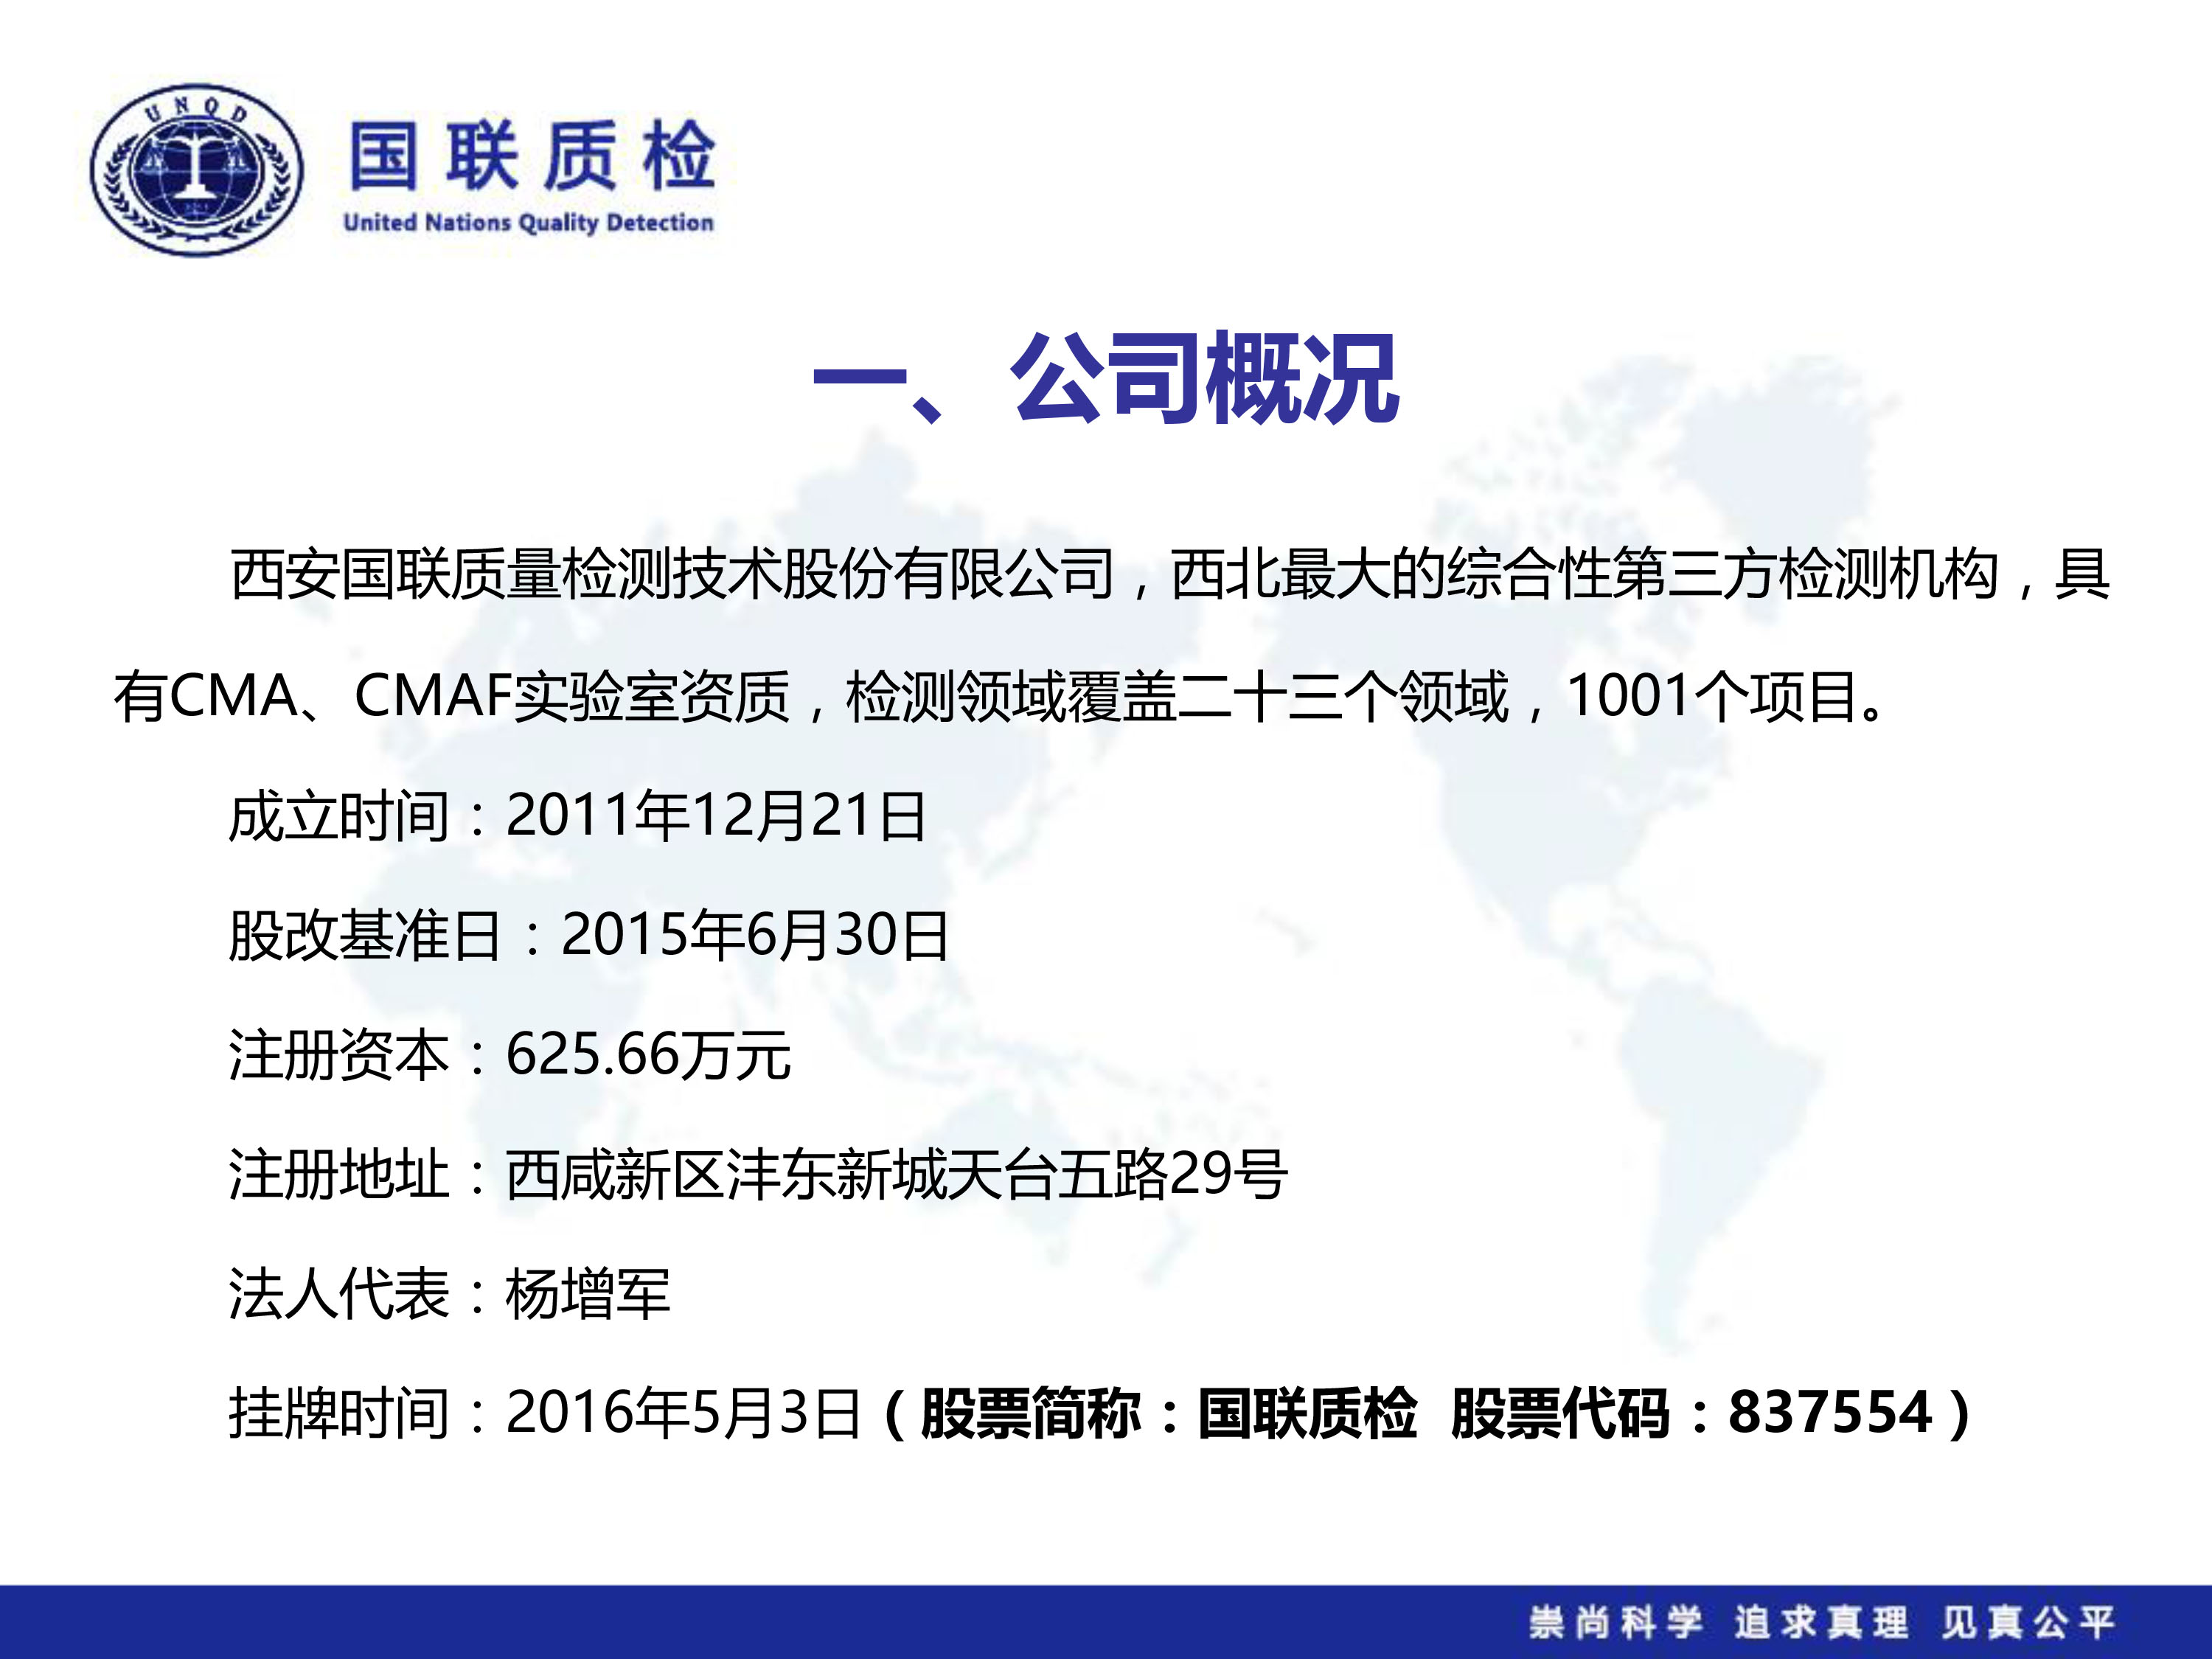 UNQD
国联质检
United Nations Quality Detection
一、公司概况
西安国联质量检测技术股份有限公司，西北最大的综合性第三方检测机构，具
有CMA、CMAF实验室资质，检测领域覆盖二十三个领域，1001个项目。
成立时间：2011年12月21日
股改基准日：2015年6月30日
注册资本：625.66万元
注册地址：西咸新区沣东新城天台五路29号
法人代表：杨增军
挂牌时间：2016年5月3日（股票简称：国联质检 股票代码：837554）
崇尚科学 追求真理 见真公平